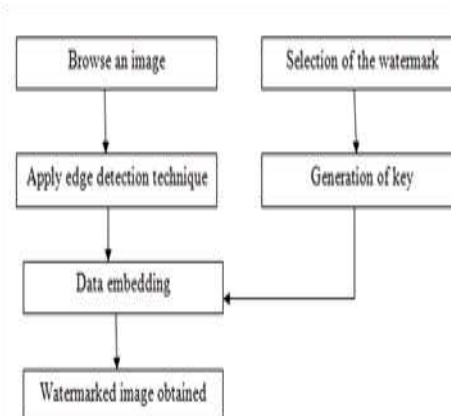 Browse an image
Selection of the watermark
Apply edge detection technique
Generation of key
Data embedding
Watermarked image obtained